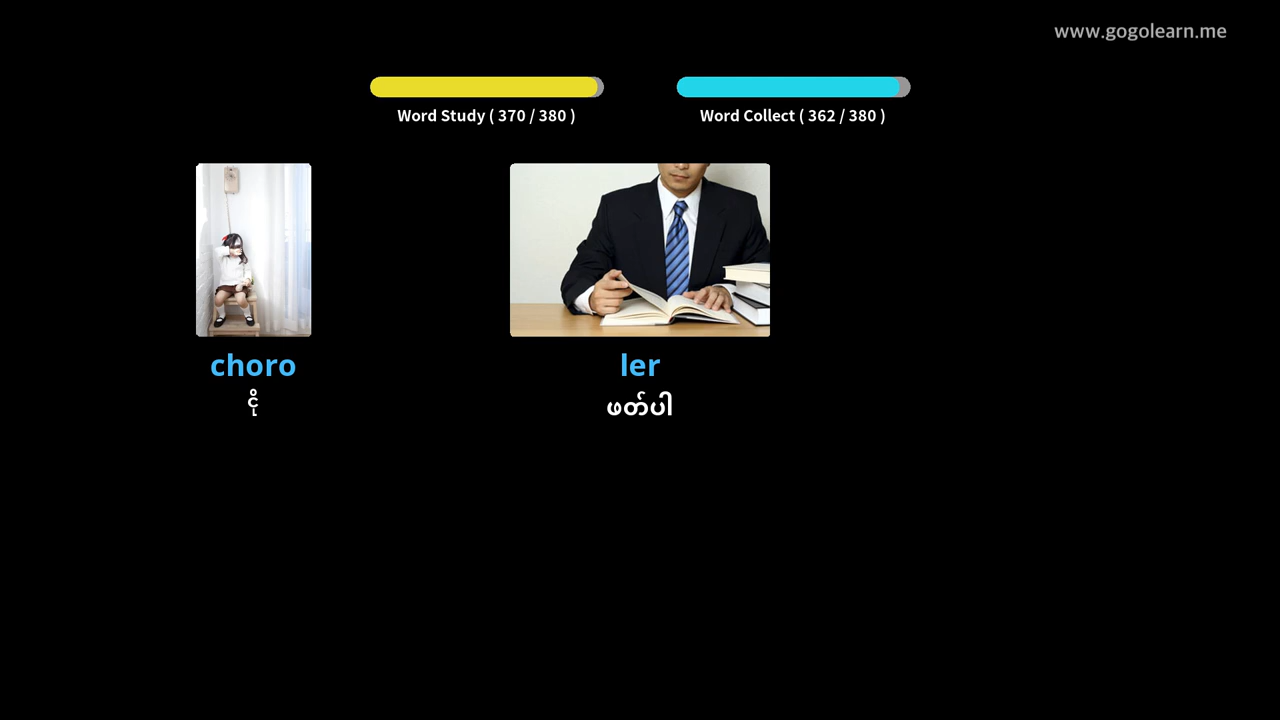 www.gogolearn.me
Word Study ( 370 / 380 )
Word Collect ( 362 / 380 )
choro
ငို
ler
ဖတ်ပါ